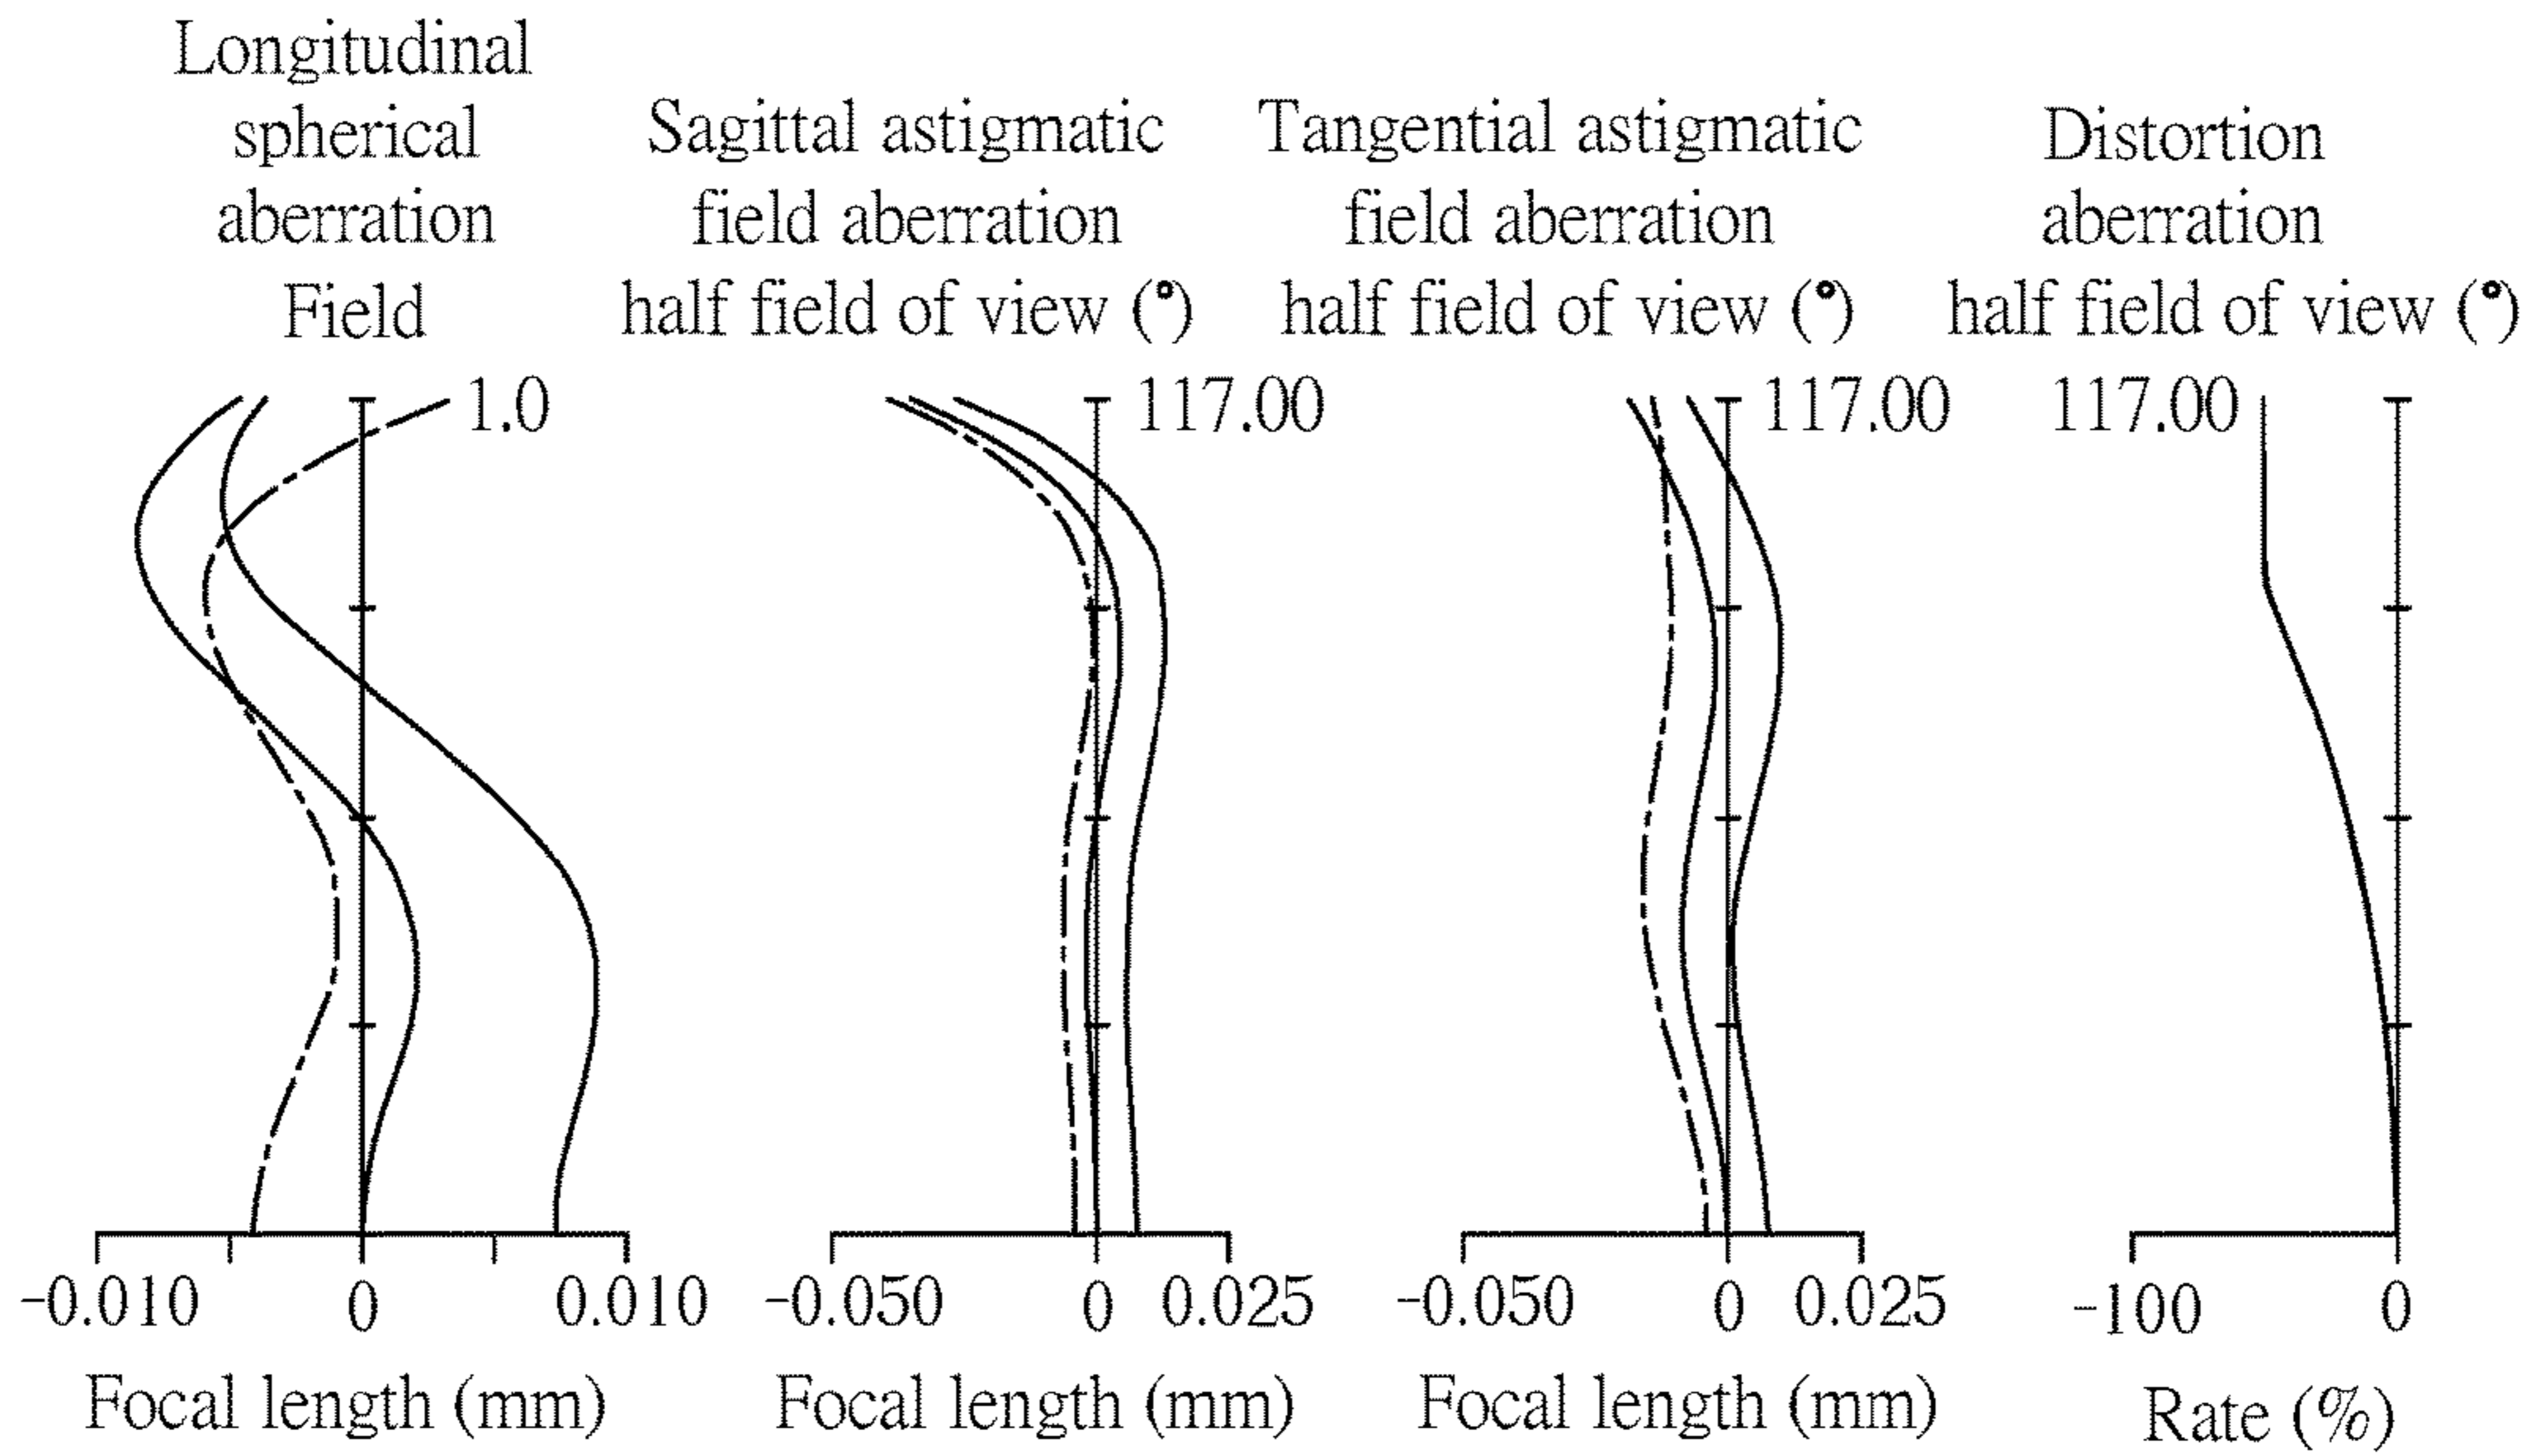 Longitudinal
spherical
aberration
Field
1.0
-0.010 0 0.010
Focal length (mm)
Sagittal astigmatic
field aberration
half field of view (°)
117.00
-0.050 0 0.025
Focal length (mm)
Tangential astigmatic
field aberration
half field of view (°)
117.00
-0.050 0 0.025
Focal length (mm)
Distortion
aberration
half field of view (°)
117.00
-100 0
Rate (%)